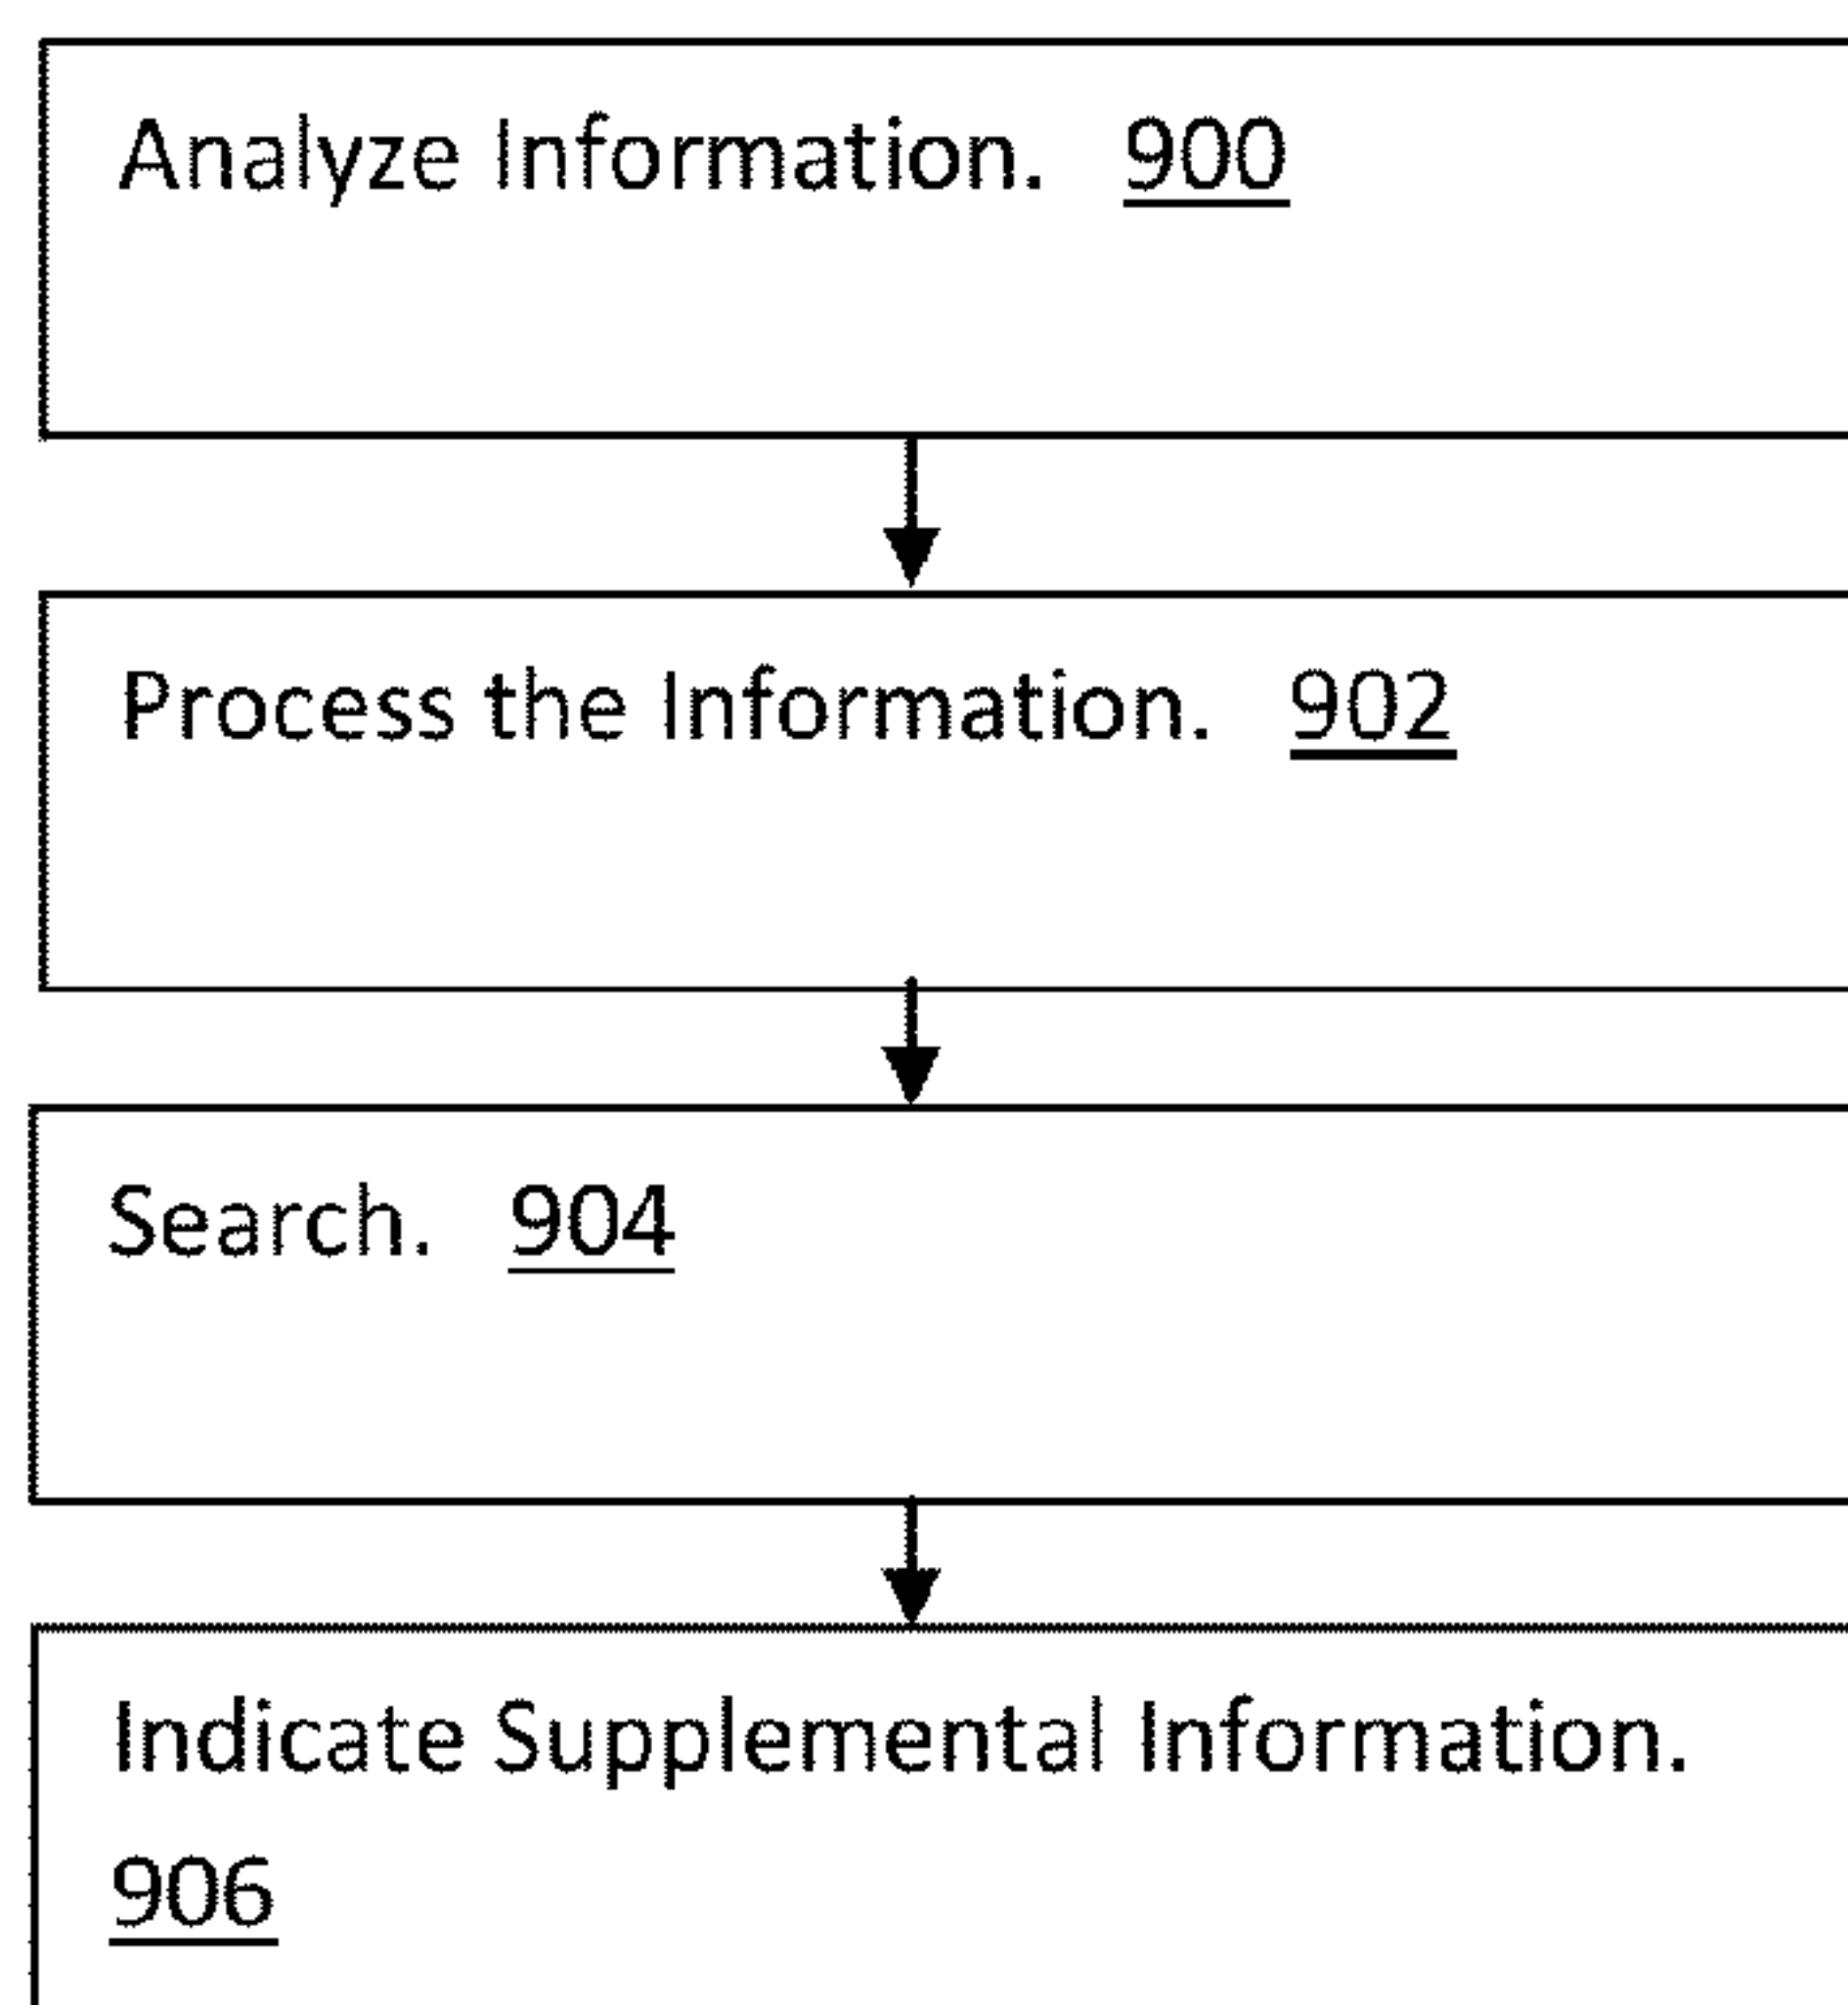 Analyze Information. 900
Process the Information. 902
Search. 904
Indicate Supplemental Information.
906